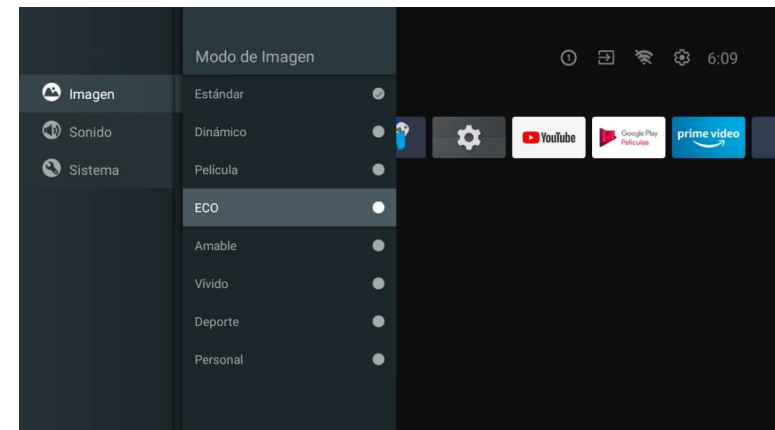 Modo de Imagen
1
6:09
Imagen
Sonido
Sistema
Estándar
Dinámico
Película
ECO
Amable
Vívido
Deporte
Personal
YouTube
Google Play
Películas
prime video